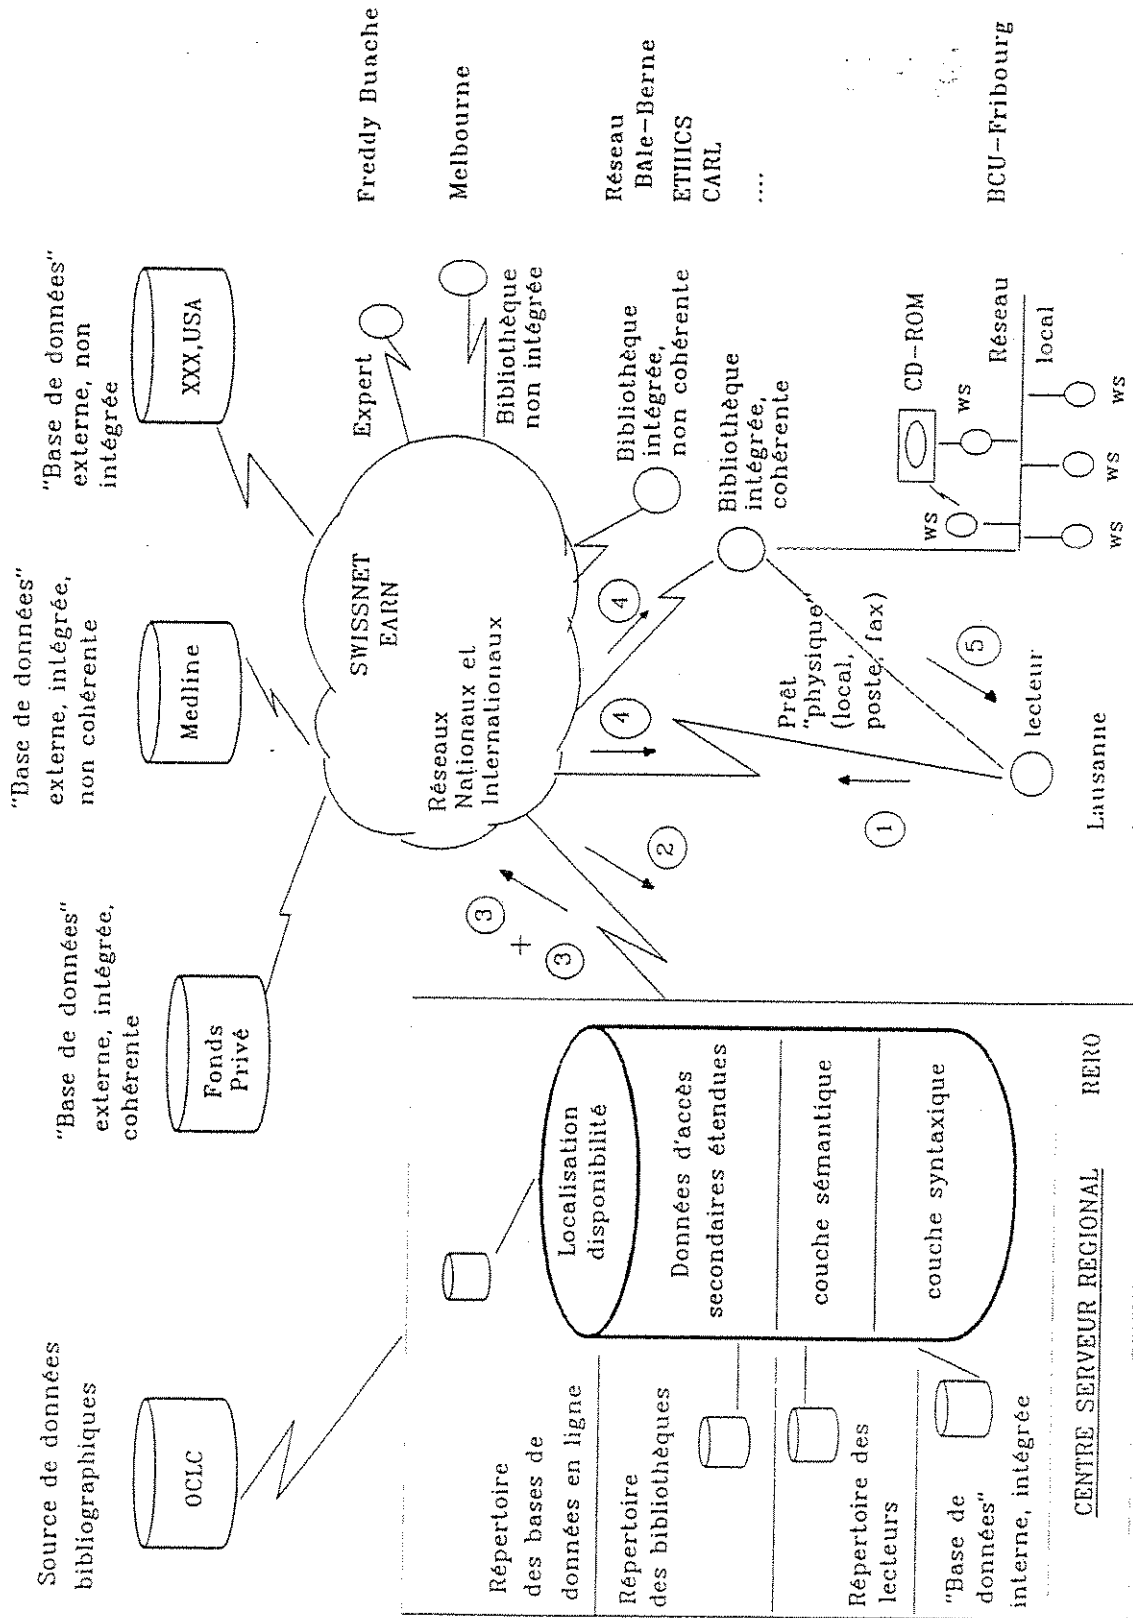 Source de données
bibliographiques
OCLC
"Base de données"
externe, intégrée,
cohérente
Fonds
Privé
"Base de données"
externe, intégrée,
non cohérente
Medline
"Base de données"
externe, non
intégrée
XXX,USA
SWISSNET
EARN
Réseaux
Nationaux et
Internationaux
Expert
Freddy Buache
Bibliothèque
non intégrée
Melbourne
Bibliothèque
intégrée,
non cohérente
Réseau
Bâle-Berne
ETHICS
CARL
....
Bibliothèque
intégrée,
cohérente
CD-ROM
ws
ws
Réseau
local
ws
ws
ws
BCU-Fribourg
3
+
3
2
4
4
1
5
Prêt
"physique"
(local,
poste, fax)
lecteur
Lausanne
Répertoire
des bases de
données en ligne
Répertoire
des bibliothèques
Répertoire des
lecteurs
"Base de
données"
interne, intégrée
Localisation
disponibilité
Données d'accès
secondaires étendues
couche sémantique
couche syntaxique
CENTRE SERVEUR REGIONAL
RERO